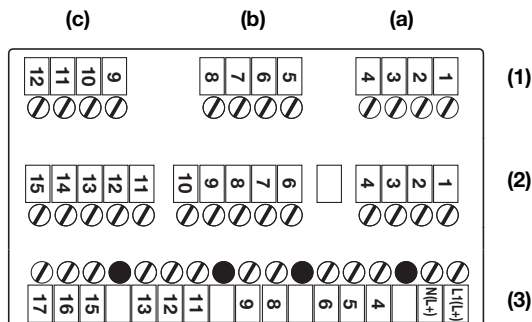 (c) (b) (a)
12 11 10 9 8 7 6 5 4 3 2 1 (1)
15 14 13 12 11 10 9 8 7 6 4 3 2 1 (2)
17 16 15 13 12 11 9 8 6 5 4 N(L+) L1(L+) (3)